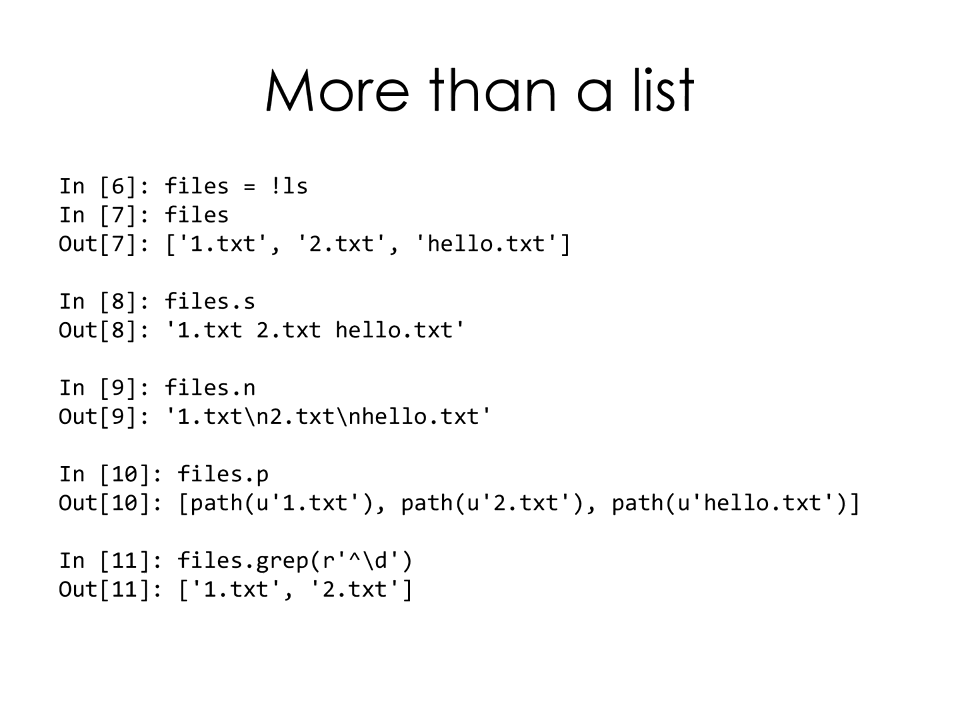 More than a list
In [6]: files = !ls
In [7]: files
Out[7]: ['1.txt', '2.txt', 'hello.txt']
In [8]: files.s
Out[8]: '1.txt 2.txt hello.txt'
In [9]: files.n
Out[9]: '1.txt\n2.txt\nhello.txt'
In [10]: files.p
Out[10]: [path(u'1.txt'), path(u'2.txt'), path(u'hello.txt')]
In [11]: files.grep(r'^\d')
Out[11]: ['1.txt', '2.txt']